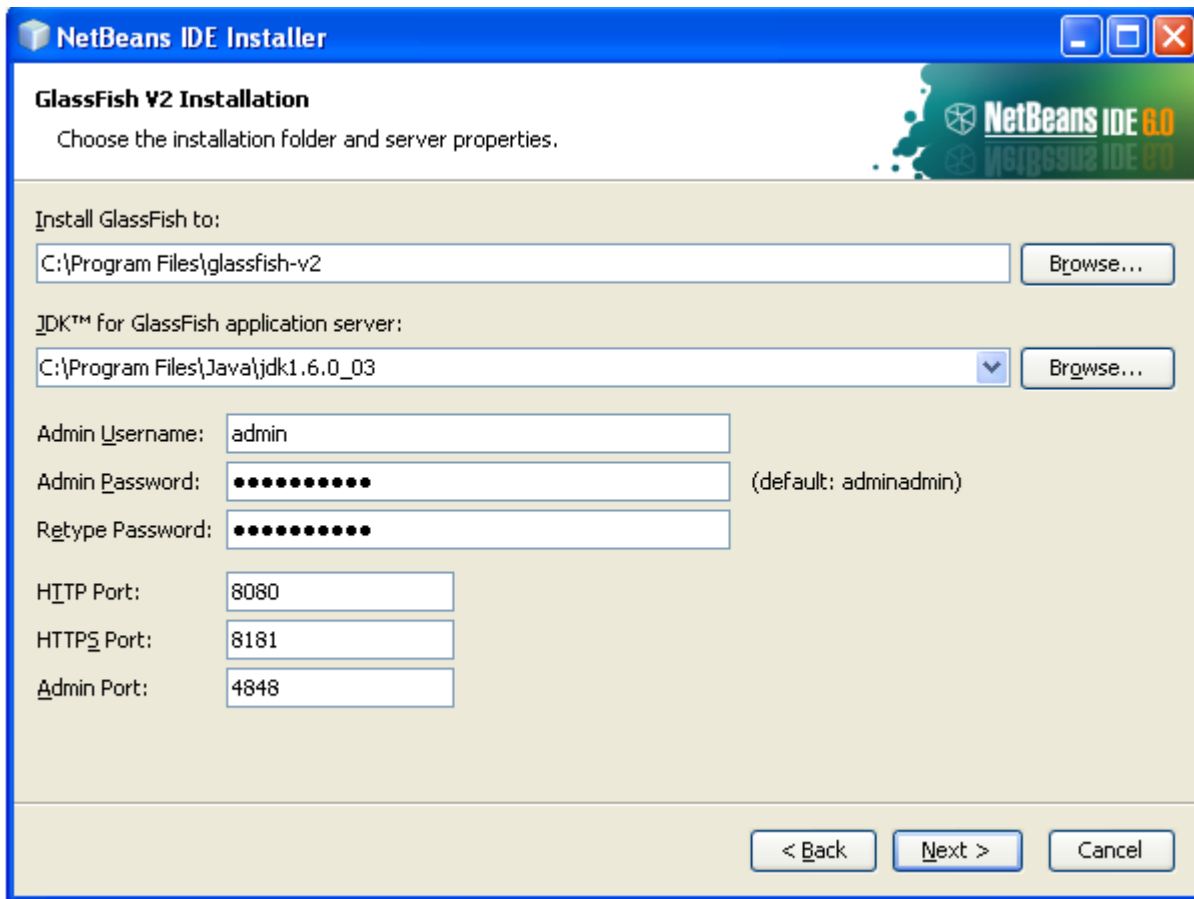 NetBeans IDE Installer
GlassFish V2 Installation
Choose the installation folder and server properties.
NetBeans IDE 6.0
Install GlassFish to:
C:\Program Files\glassfish-v2 Browse...
JDK™ for GlassFish application server:
C:\Program Files\Java\jdk1.6.0_03 Browse...
Admin Username: admin
Admin Password: •••••••••• (default: adminadmin)
Retype Password: ••••••••••
HTTP Port: 8080
HTTPS Port: 8181
Admin Port: 4848
< Back Next > Cancel